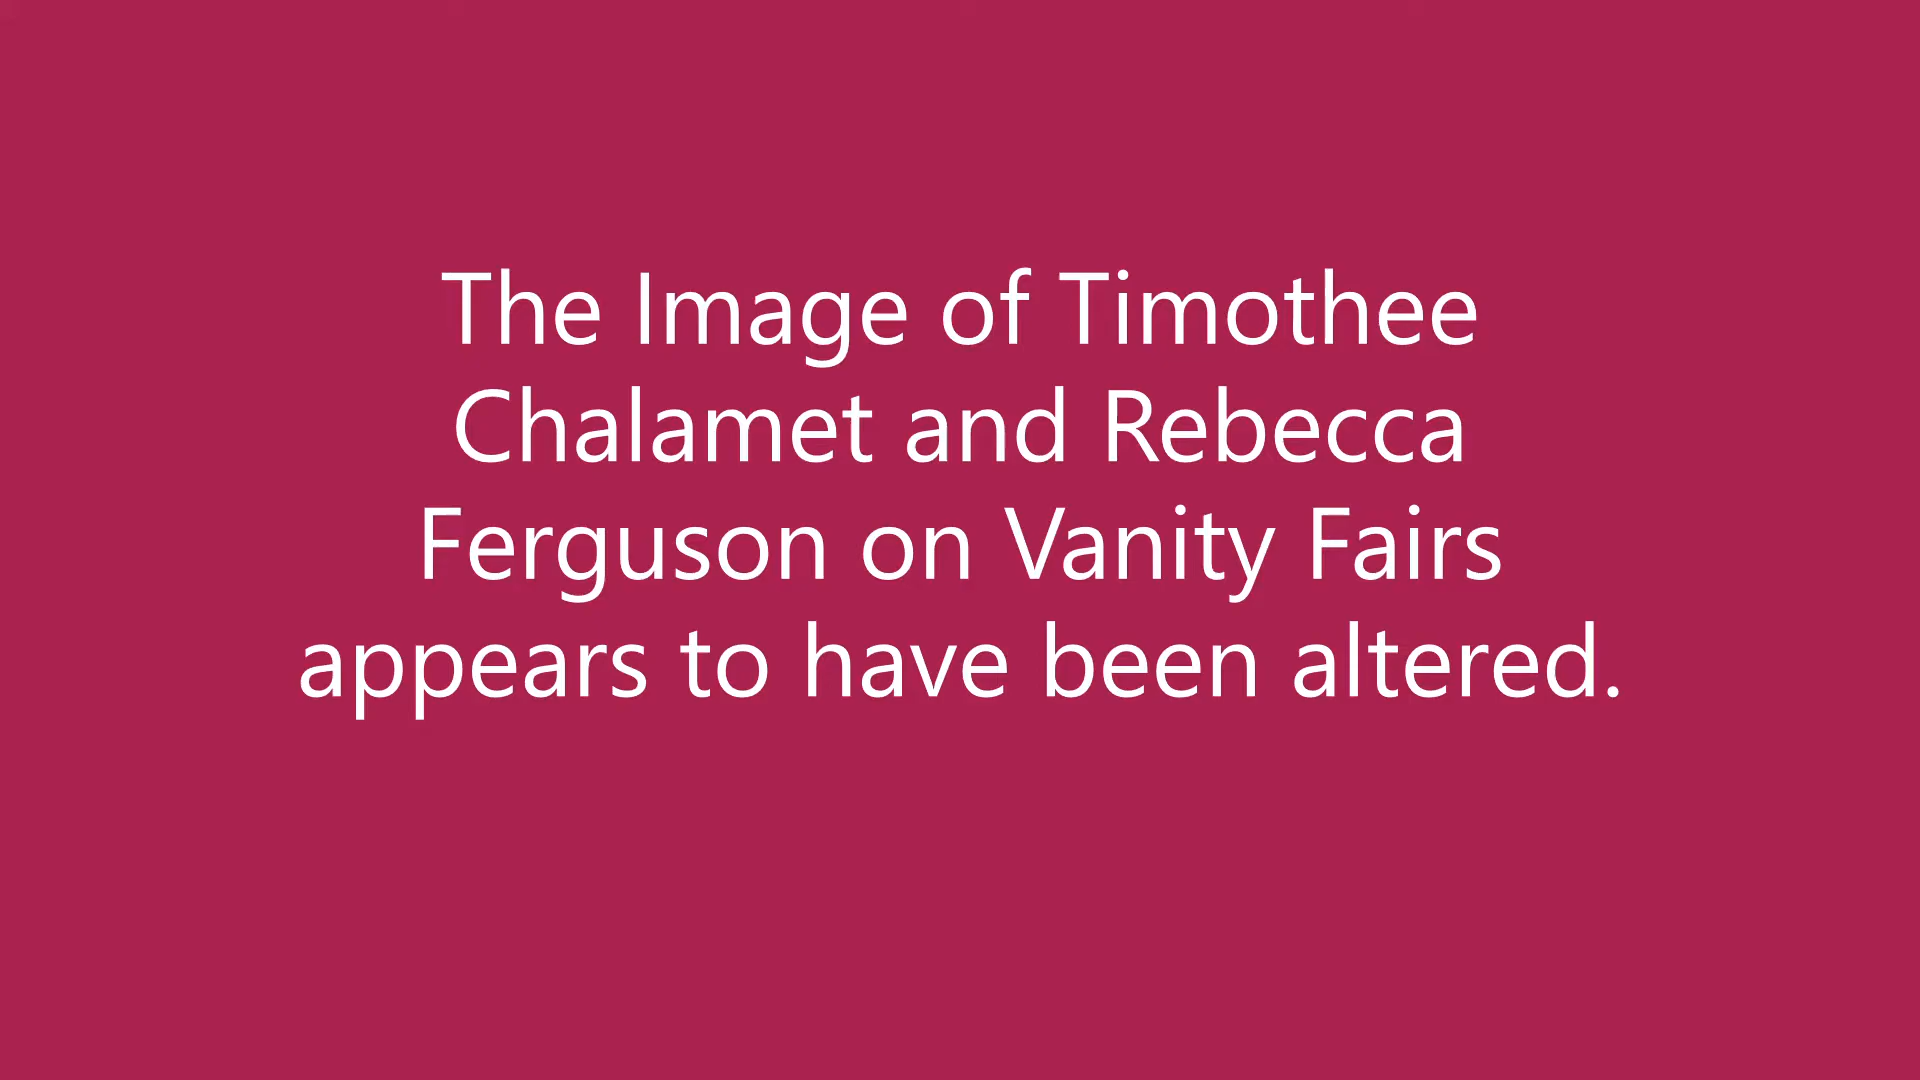 The Image of Timothee
Chalamet and Rebecca
Ferguson on Vanity Fairs
appears to have been altered.